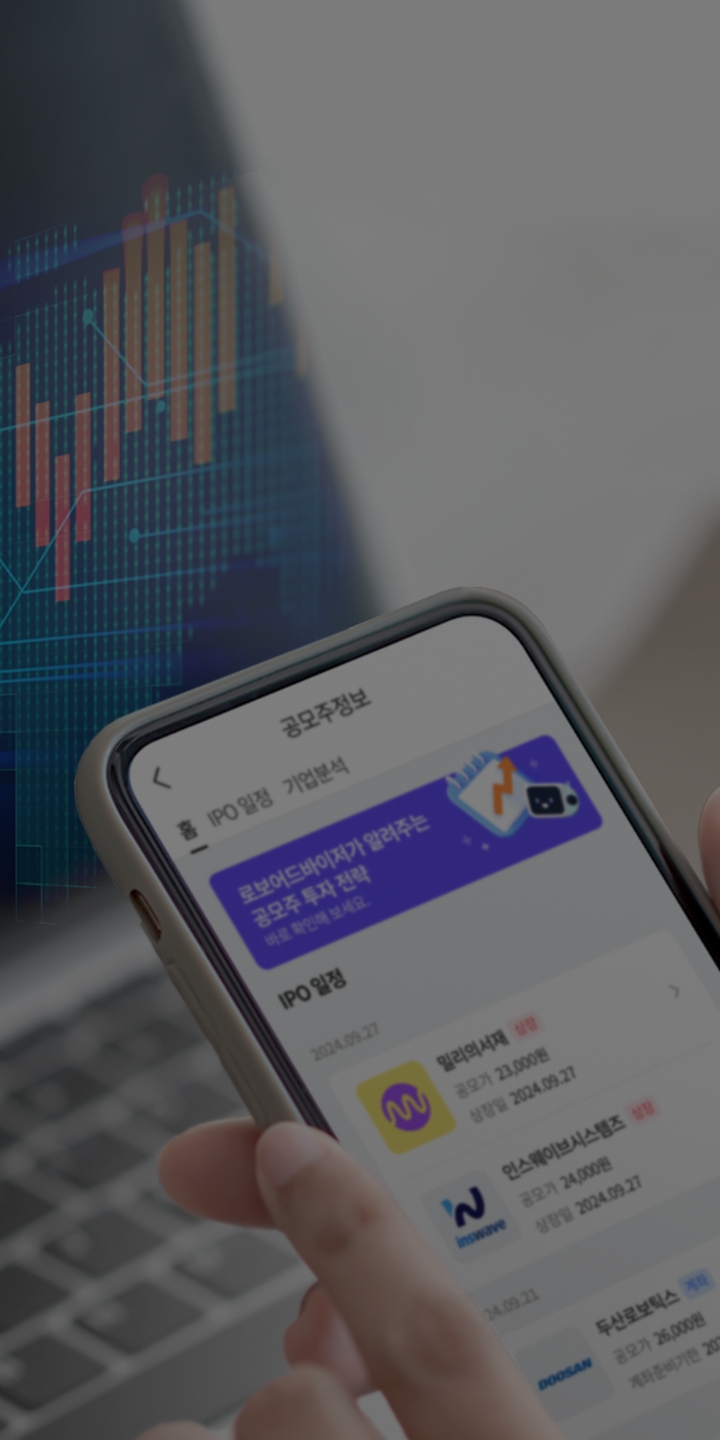 공모주정보
홈 IPO 일정 기업분석
로보어드바이저가 알려주는
공모주 투자 전략
바로 확인해 보세요.
IPO 일정
2024.09.27
밀리의서재 상장
공모가 23,000원
상장일 2024.09.27
인스웨이브시스템즈 상장
공모가 24,000원
상장일 2024.09.27
inswave
24.09.21
두산로보틱스 계좌
공모가 26,000원
계좌준비기한 202
DOOSAN